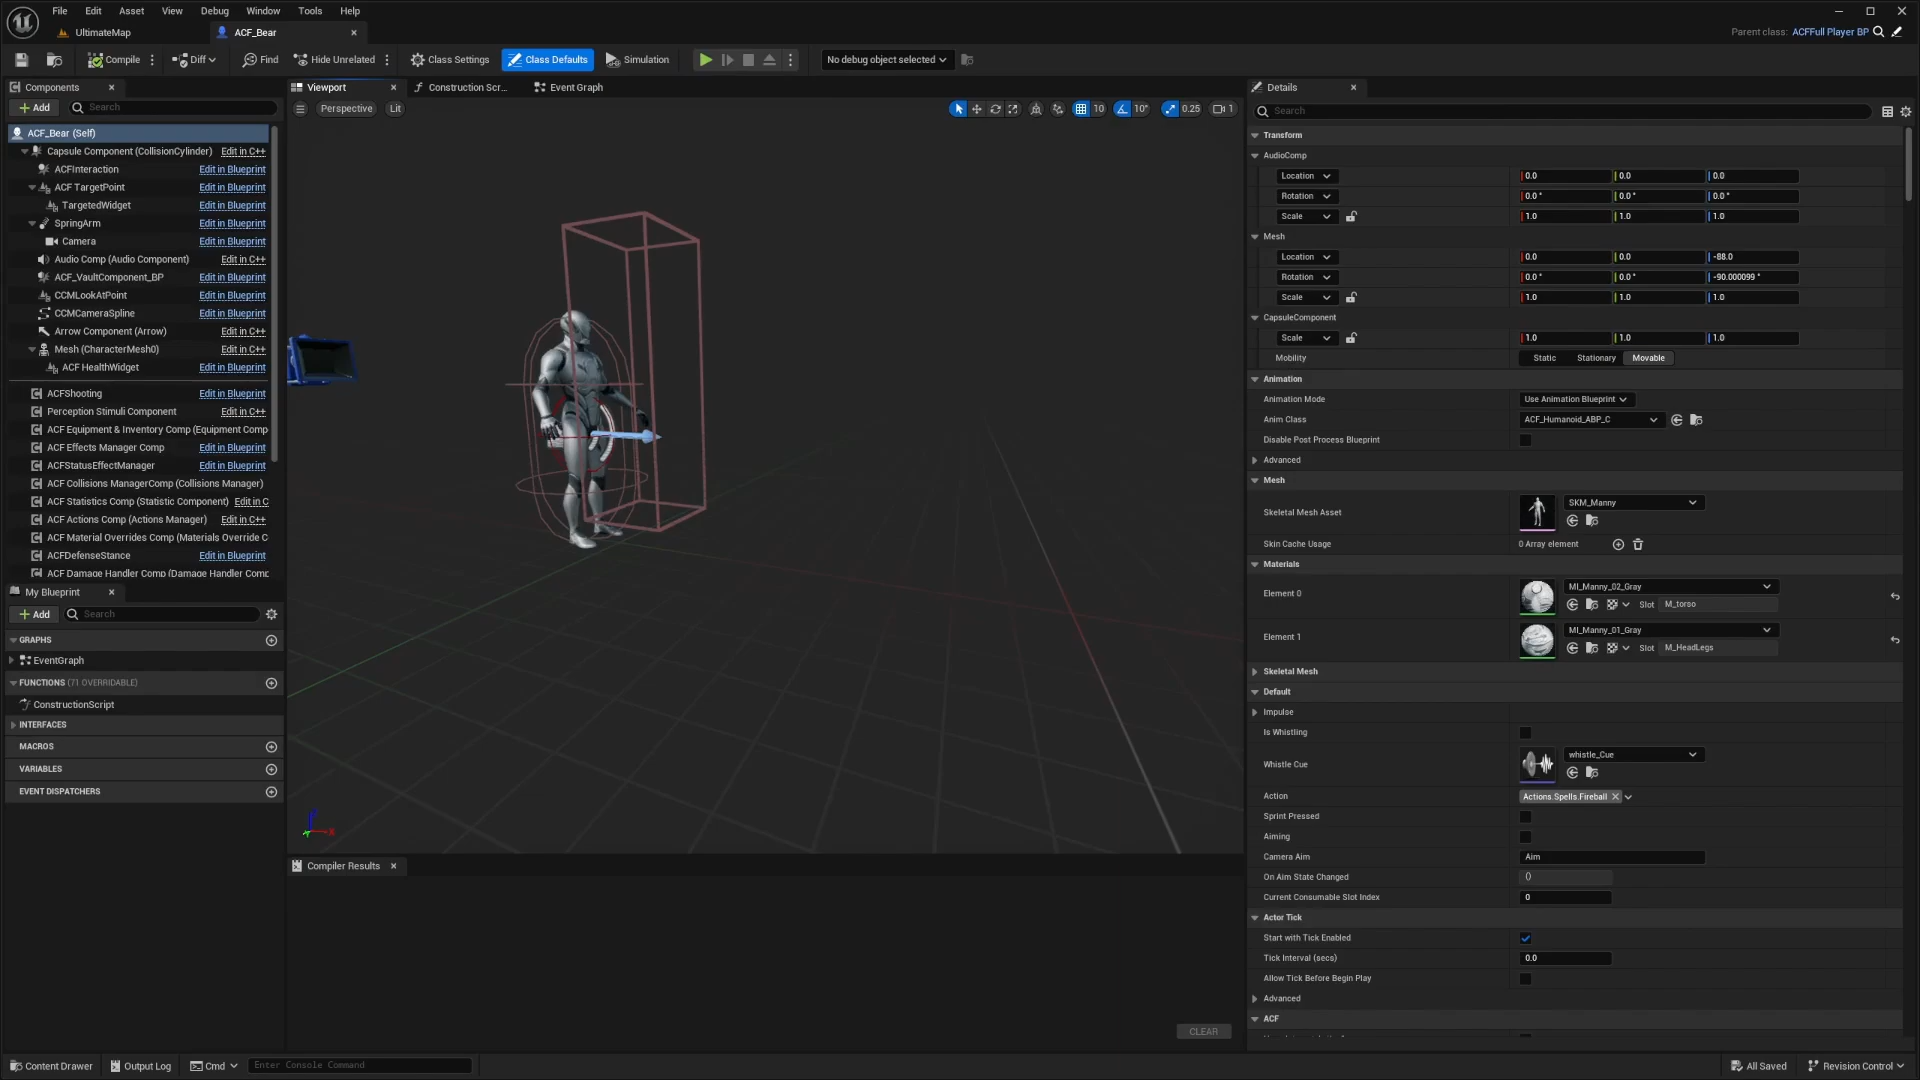 File Edit Asset View Debug Window Tools Help
UltimateMap
ACF_Bear
Parent class: ACFFull Player BP
Compile
Diff
Find
Hide Unrelated
Class Settings
Class Defaults
Simulation
No debug object selected
Components
Add
Search
ACF_Bear (Self)
Capsule Component (CollisionCylinder) Edit in C++
ACFInteraction Edit in Blueprint
ACF TargetPoint Edit in Blueprint
TargetedWidget Edit in Blueprint
SpringArm Edit in Blueprint
Camera Edit in Blueprint
Audio Comp (Audio Component) Edit in C++
ACF_VaultComponent_BP Edit in Blueprint
CCMLookAtPoint Edit in Blueprint
CCMCameraSpline Edit in Blueprint
Arrow Component (Arrow) Edit in C++
Mesh (CharacterMesh0) Edit in C++
ACF HealthWidget Edit in Blueprint
ACFShooting Edit in Blueprint
Perception Stimuli Component Edit in C++
ACF Equipment & Inventory Comp (Equipment Comp
ACF Effects Manager Comp Edit in Blueprint
ACFStatusEffectManager Edit in Blueprint
ACF Collisions ManagerComp (Collisions Manager)
ACF Statistics Comp (Statistic Component) Edit in C
ACF Actions Comp (Actions Manager) Edit in C++
ACF Material Overrides Comp (Materials Override C
ACFDefenseStance Edit in Blueprint
ACF Damage Handler Comp (Damage Handler Comp
My Blueprint
Add
Search
GRAPHS
EventGraph
FUNCTIONS (71 OVERRIDABLE)
ConstructionScript
INTERFACES
MACROS
VARIABLES
EVENT DISPATCHERS
Viewport
Construction Scr...
Event Graph
Perspective
Lit
10
10°
0.25
1
Compiler Results
CLEAR
Details
Search
Transform
AudioComp
Location 0.0 0.0 0.0
Rotation 0.0 ° 0.0 ° 0.0 °
Scale 1.0 1.0 1.0
Mesh
Location 0.0 0.0 -88.0
Rotation 0.0 ° 0.0 ° -90.000099 °
Scale 1.0 1.0 1.0
CapsuleComponent
Scale 1.0 1.0 1.0
Mobility Static Stationary Movable
Animation
Animation Mode Use Animation Blueprint
Anim Class ACF_Humanoid_ABP_C
Disable Post Process Blueprint
Advanced
Mesh
Skeletal Mesh Asset SKM_Manny
Skin Cache Usage 0 Array element
Materials
Element 0 MI_Manny_02_Gray
Slot M_torso
Element 1 MI_Manny_01_Gray
Slot M_HeadLegs
Skeletal Mesh
Default
Impulse
Is Whistling
Whistle Cue whistle_Cue
Action Actions.Spells.Fireball
Sprint Pressed
Aiming
Camera Aim Aim
On Aim State Changed ()
Current Consumable Slot Index 0
Actor Tick
Start with Tick Enabled
Tick Interval (secs) 0.0
Allow Tick Before Begin Play
Advanced
ACF
Content Drawer
Output Log
Cmd
Enter Console Command
All Saved
Revision Control